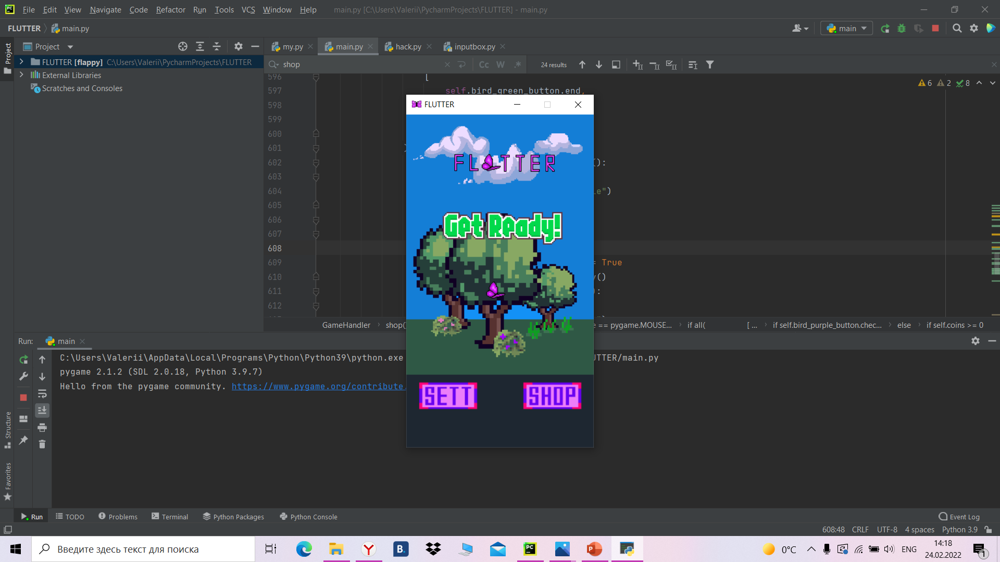 File Edit View Navigate Code Refactor Run Tools VCS Window Help main.py [C:\Users\Valerii\PycharmProjects\FLUTTER] - main.py
FLUTTER main.py main
Project
Project
my.py main.py hack.py inputbox.py
FLUTTER [flappy] C:\Users\Valerii\PycharmProjects\FLUTTER
External Libraries
Scratches and Consoles
shop Cc W .* 24 results
6 2 8
596 [
597 self.bird_green_button.end,
598
599
600
601
602 ():
603
604 e")
605
606
607
608
609 = True
610 y()
611 ):
612
FLUTTER
FL TTER
Get Ready!
SETT SHOP
GameHandler shop( e == pygame.MOUSE... if all( [ ... if self.bird_purple_button.chec... else if self.coins >= 0
Run: main
C:\Users\Valerii\AppData\Local\Programs\Python\Python39\python.exe UTTER/main.py
pygame 2.1.2 (SDL 2.0.18, Python 3.9.7)
Hello from the pygame community. https://www.pygame.org/contribute.
Structure
Favorites
Run TODO Problems Terminal Python Packages Python Console Event Log
608:48 CRLF UTF-8 4 spaces Python 3.9
Введите здесь текст для поиска
0°C ENG 14:18
24.02.2022
1